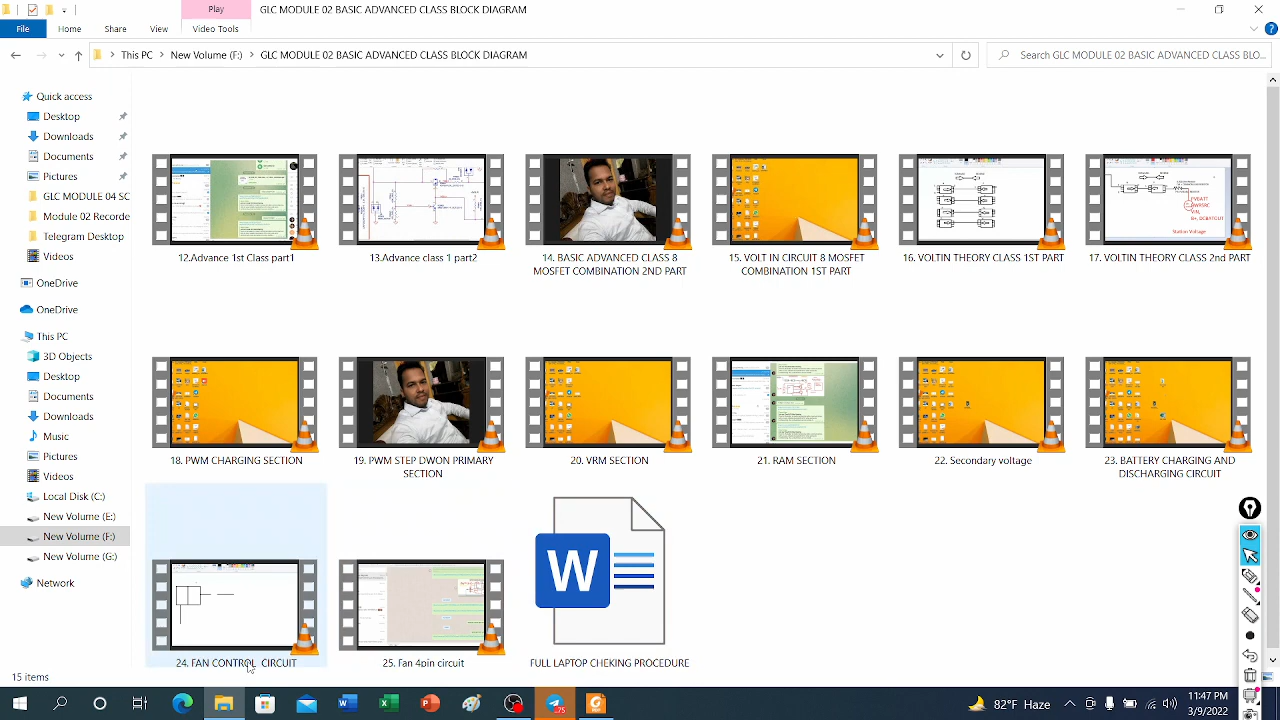 Play
GLC MODULE 02 BASIC ADVANCED CLASS BLOCK DIAGRAM
File
Home
Share
View
Video Tools
This PC
New Volume (F:)
GLC MODULE 02 BASIC ADVANCED CLASS BLOCK DIAGRAM
Search GLC MODULE 02 BASIC ADVANCED CLASS BLO...
Quick access
Desktop
Downloads
Documents
Pictures
GLC MODULE 04 SC
Module 02Recorde
Telegram Desktop
Videos
OneDrive
OneDrive
This PC
3D Objects
Desktop
Documents
Downloads
Music
Pictures
Videos
Local Disk (C:)
New Volume (E:)
New Volume (F:)
New Volume (G:)
Network
12.Advance 1st Class part1
13.Advance class 1 part2
14. BASIC ADVANCED CLASS 8
MOSFET COMBINATION 2ND PART
15. VOLT IN CIRCUIT 8 MOSFET
COMBINATION 1ST PART
16. VOLTIN THEORY CLASS 1ST PART
Station Voltage
17. VOLTIN THEORY CLASS 2nd PART
18. PWM CHARGING SECTION
19. PWM STEP DWON PRIMARY
SECTION
20. VRM SECTION
21. RAM SECTION
22. Secondary voltage
23. BATTERY CHARGING AND
DISCHARGING CIRCUIT
24. FAN CONTROL CIRCUIT
25. Fan 4pin circuit
W
FULL LAPTOP CHEKING PROCEDURE
15 items
75
82°F Haze
11:47 PM
3/9/2022